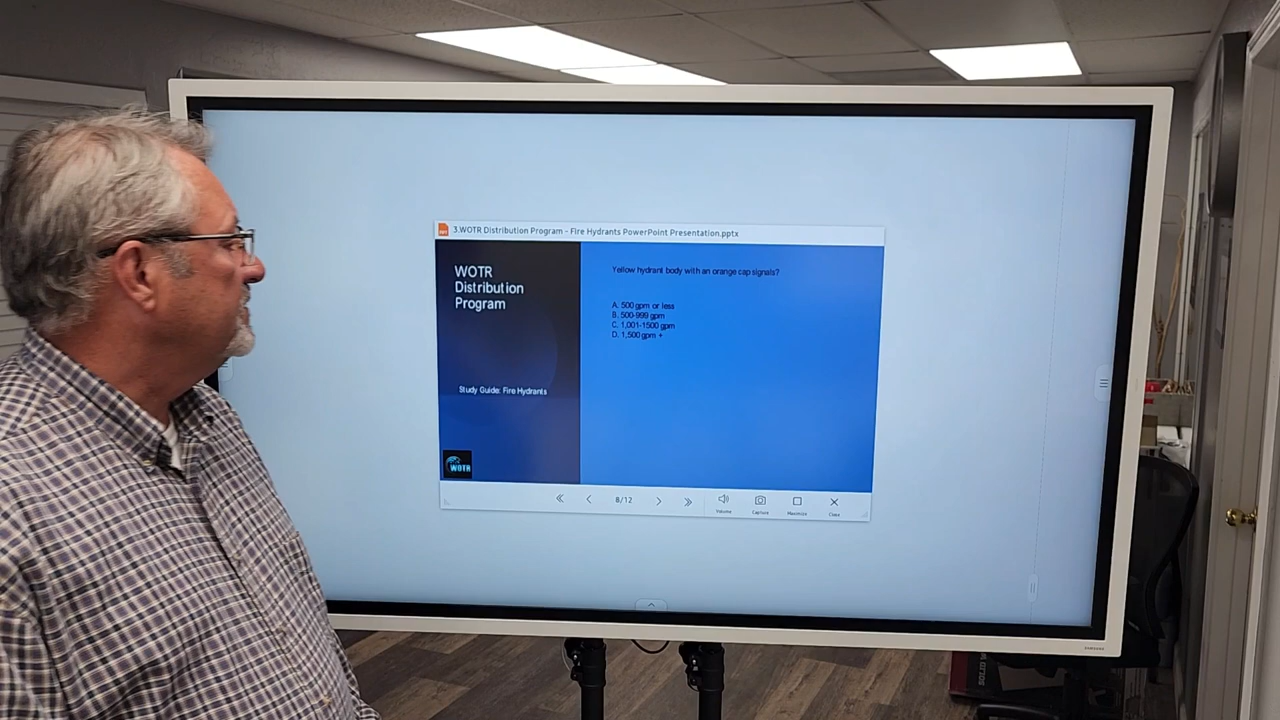 3.WOTR Distribution Program - Fire Hydrants PowerPoint Presentation.pptx
WOTR
Distribution
Program
Study Guide: Fire Hydrants
WOTR
Yellow hydrant body with an orange cap signals?
A. 500 gpm or less
B. 500-999 gpm
C. 1,001-1500 gpm
D. 1,500 gpm +
8/12
Volume
Capture
Maximize
Close
SAMSUNG
SOLID